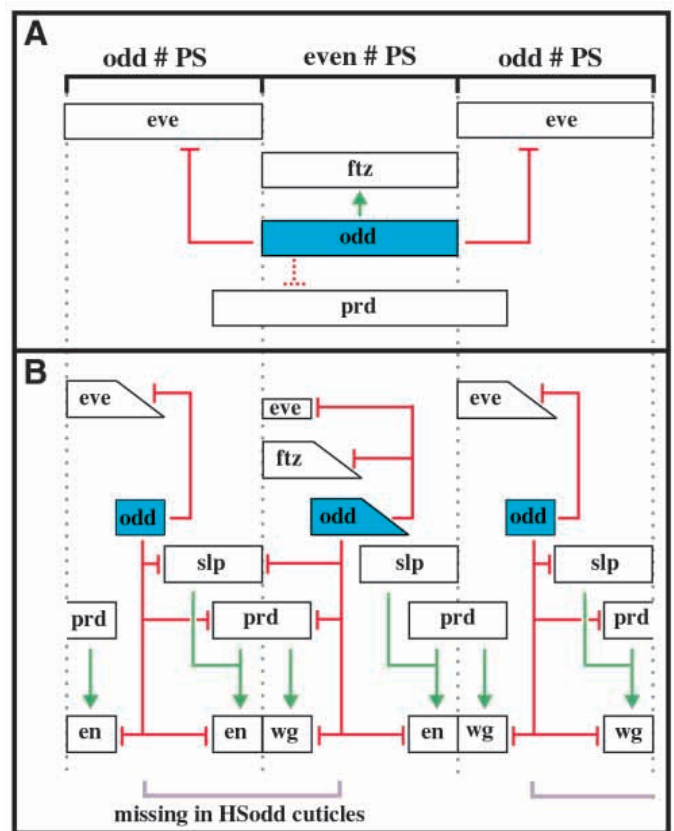 A
odd # PS even # PS odd # PS
eve eve
ftz
odd
prd
B
eve eve eve
ftz
odd odd odd
slp slp slp
prd prd prd prd
en en wg en wg wg
missing in HSodd cuticles